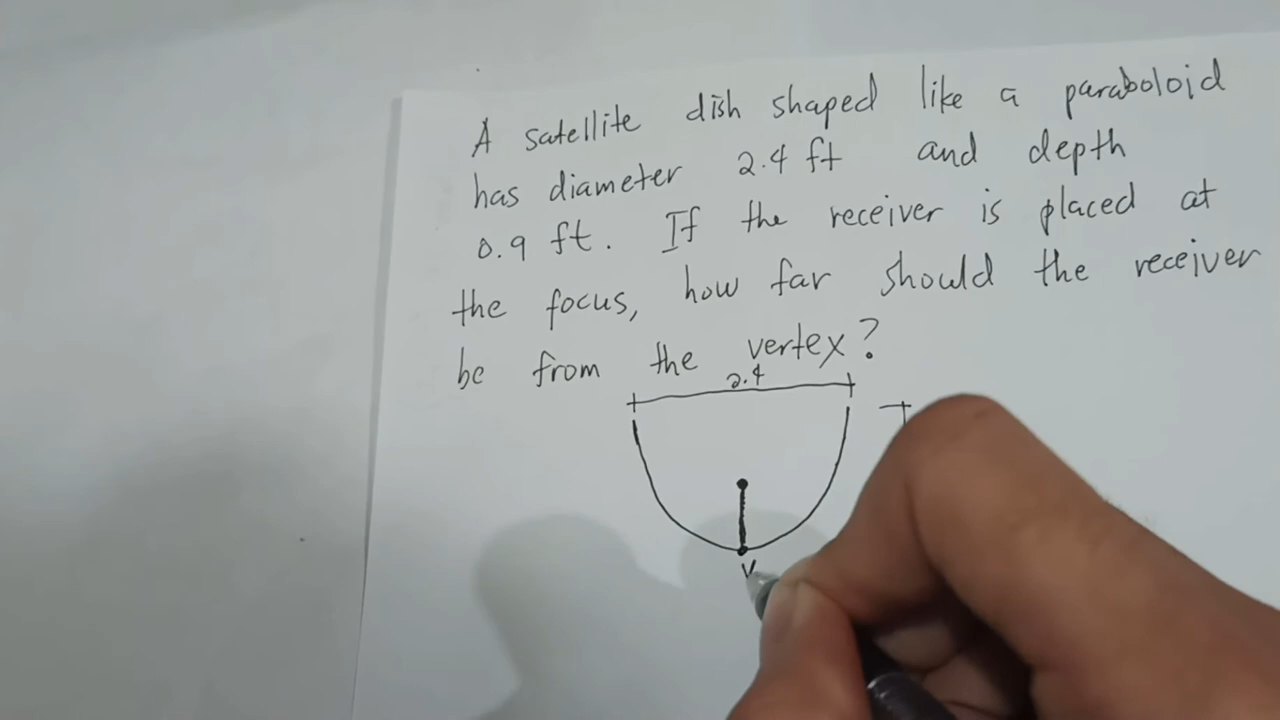 A satellite dish shaped like a paraboloid
has diameter 2.4 ft and depth
0.9 ft. If the receiver is placed at
the focus, how far should the receiver
be from the vertex?
2.4
V